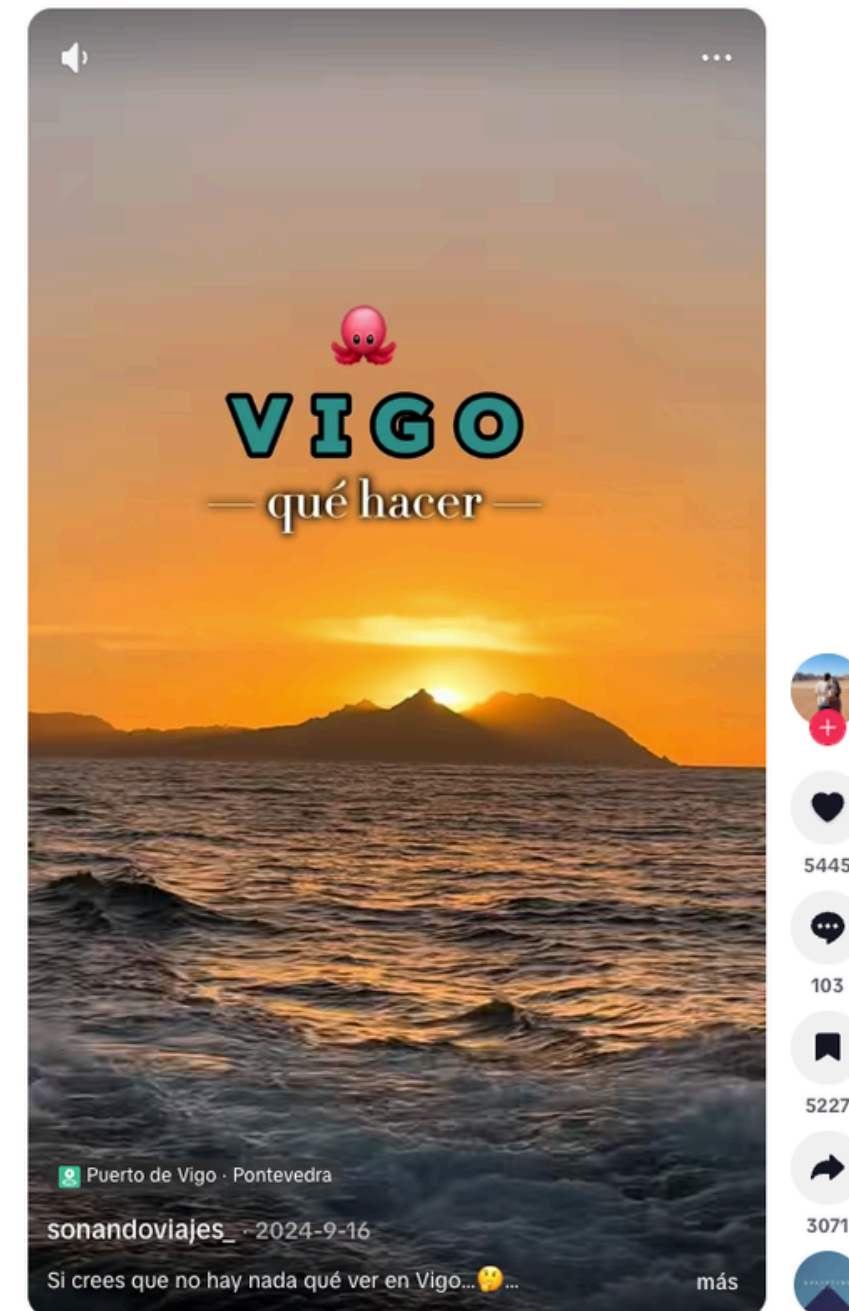 VIGO
— qué hacer —
Puerto de Vigo · Pontevedra
sonandoviajes_ · 2024-9-16
Si crees que no hay nada qué ver en Vigo...🤔...
más
5445
103
5227
3071